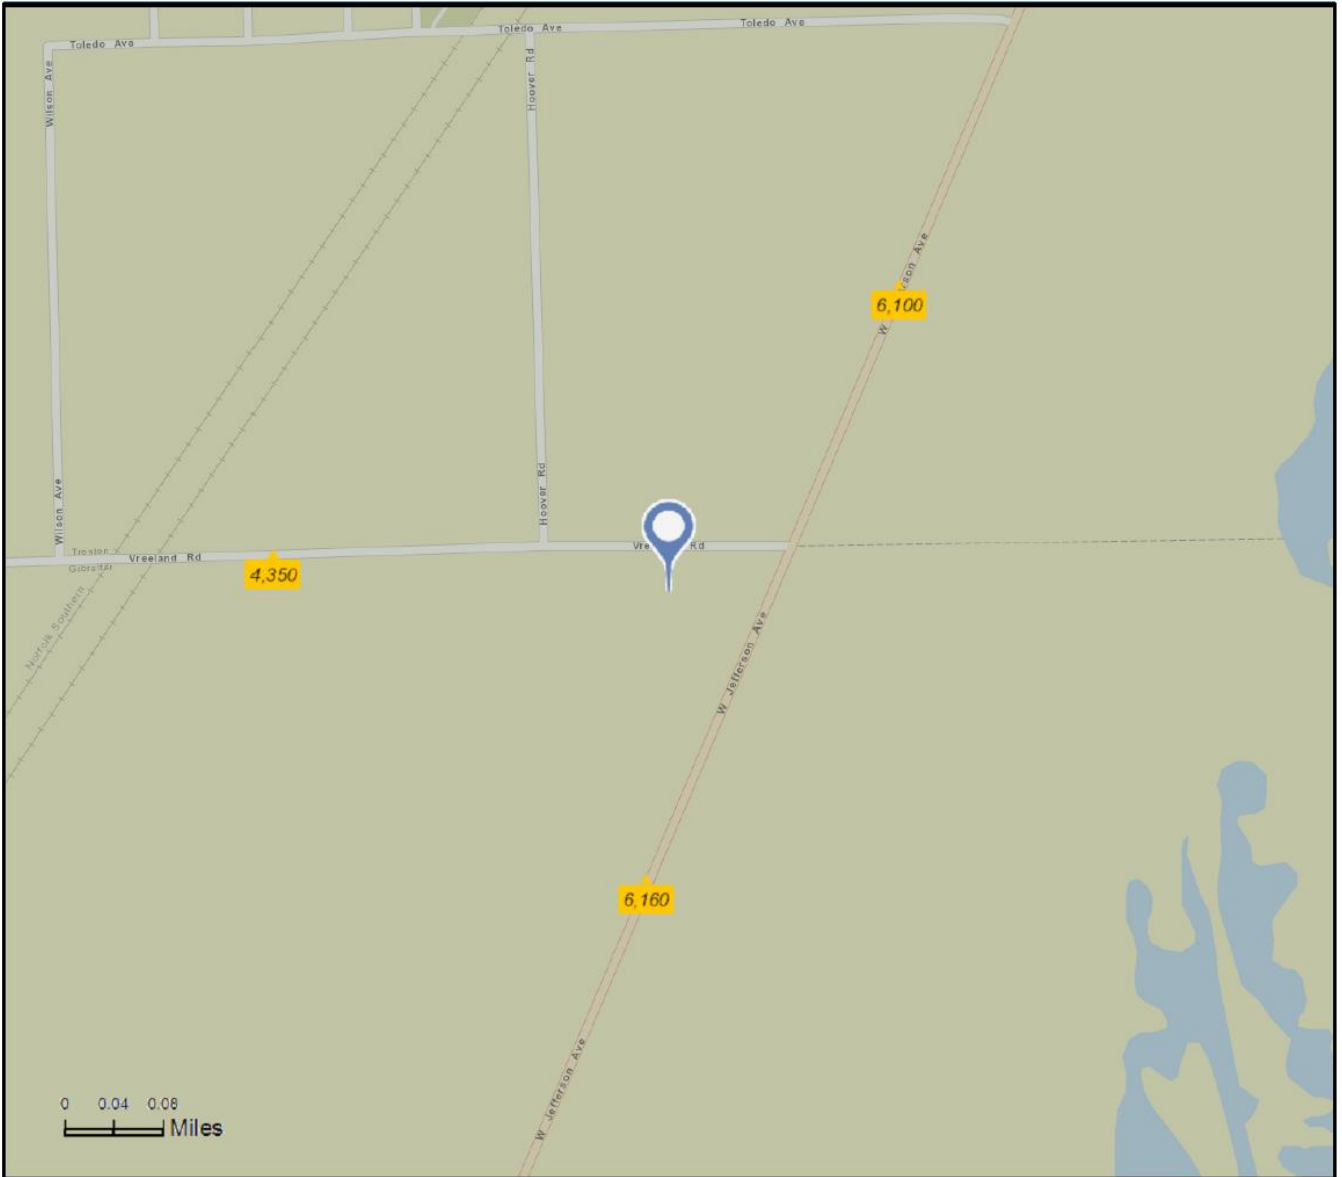 Toledo Ave
Toledo Ave
Toledo Ave
Wilson Ave
Hoover Rd
W
rson Ave
6,100
Wilson Ave
Hoover Rd
Trenton
Vreeland Rd
Gibraltar
4,350
Vre
Rd
Norfolk Southern
W Jefferson Ave
6,160
W Jefferson Ave
0 0.04 0.08
Miles